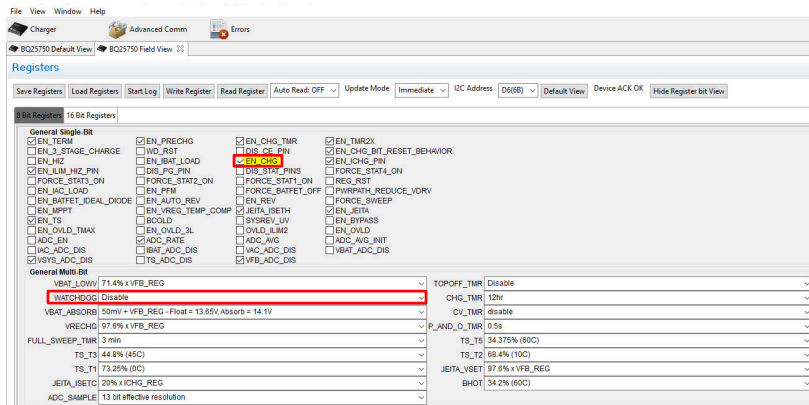 File View Window Help
Charger Advanced Comm Errors
BQ25750 Default View BQ25750 Field View
Registers
Save Registers Load Registers Start Log Write Register Read Register Auto Read: OFF Update Mode Immediate I2C Address D6(6B) Default View Device ACK OK Hide Register bit View
8 Bit Registers 16 Bit Registers
General Single-Bit
EN_TERM EN_PRECHG EN_CHG_TMR EN_TMR2X
EN_3_STAGE_CHARGE WD_RST DIS_CE_PIN EN_CHG_BIT_RESET_BEHAVIOR
EN_HIZ EN_IBAT_LOAD EN_CHG EN_ICHG_PIN
EN_ILIM_HIZ_PIN DIS_PG_PIN DIS_STAT_PINS FORCE_STAT4_ON
FORCE_STAT3_ON FORCE_STAT2_ON FORCE_STAT1_ON REG_RST
EN_IAC_LOAD EN_PFM FORCE_BATFET_OFF PWRPATH_REDUCE_VDRV
EN_BATFET_IDEAL_DIODE EN_AUTO_REV EN_REV FORCE_SWEEP
EN_MPPT EN_VREG_TEMP_COMP JEITA_ISETH EN_JEITA
EN_TS BCOLD SYSREV_UV EN_BYPASS
EN_OVLD_TMAX EN_OVLD_3L OVLD_ILIM2 EN_OVLD
ADC_EN ADC_RATE ADC_AVG ADC_AVG_INIT
IAC_ADC_DIS IBAT_ADC_DIS VAC_ADC_DIS VBAT_ADC_DIS
VSYS_ADC_DIS TS_ADC_DIS VFB_ADC_DIS
General Multi-Bit
VBAT_LOWV 71.4% x VFB_REG TOPOFF_TMR Disable
WATCHDOG Disable CHG_TMR 12hr
VBAT_ABSORB 50mV + VFB_REG - Float = 13.65V, Absorb = 14.1V CV_TMR disable
VRECHG 97.6% x VFB_REG P_AND_O_TMR 0.5s
FULL_SWEEP_TMR 3 min TS_T5 34.375% (60C)
TS_T3 44.8% (45C) TS_T2 68.4% (10C)
TS_T1 73.25% (0C) JEITA_VSET 97.6% x VFB_REG
JEITA_ISETC 20% x ICHG_REG BHOT 34.2% (60C)
ADC_SAMPLE 13 bit effective resolution